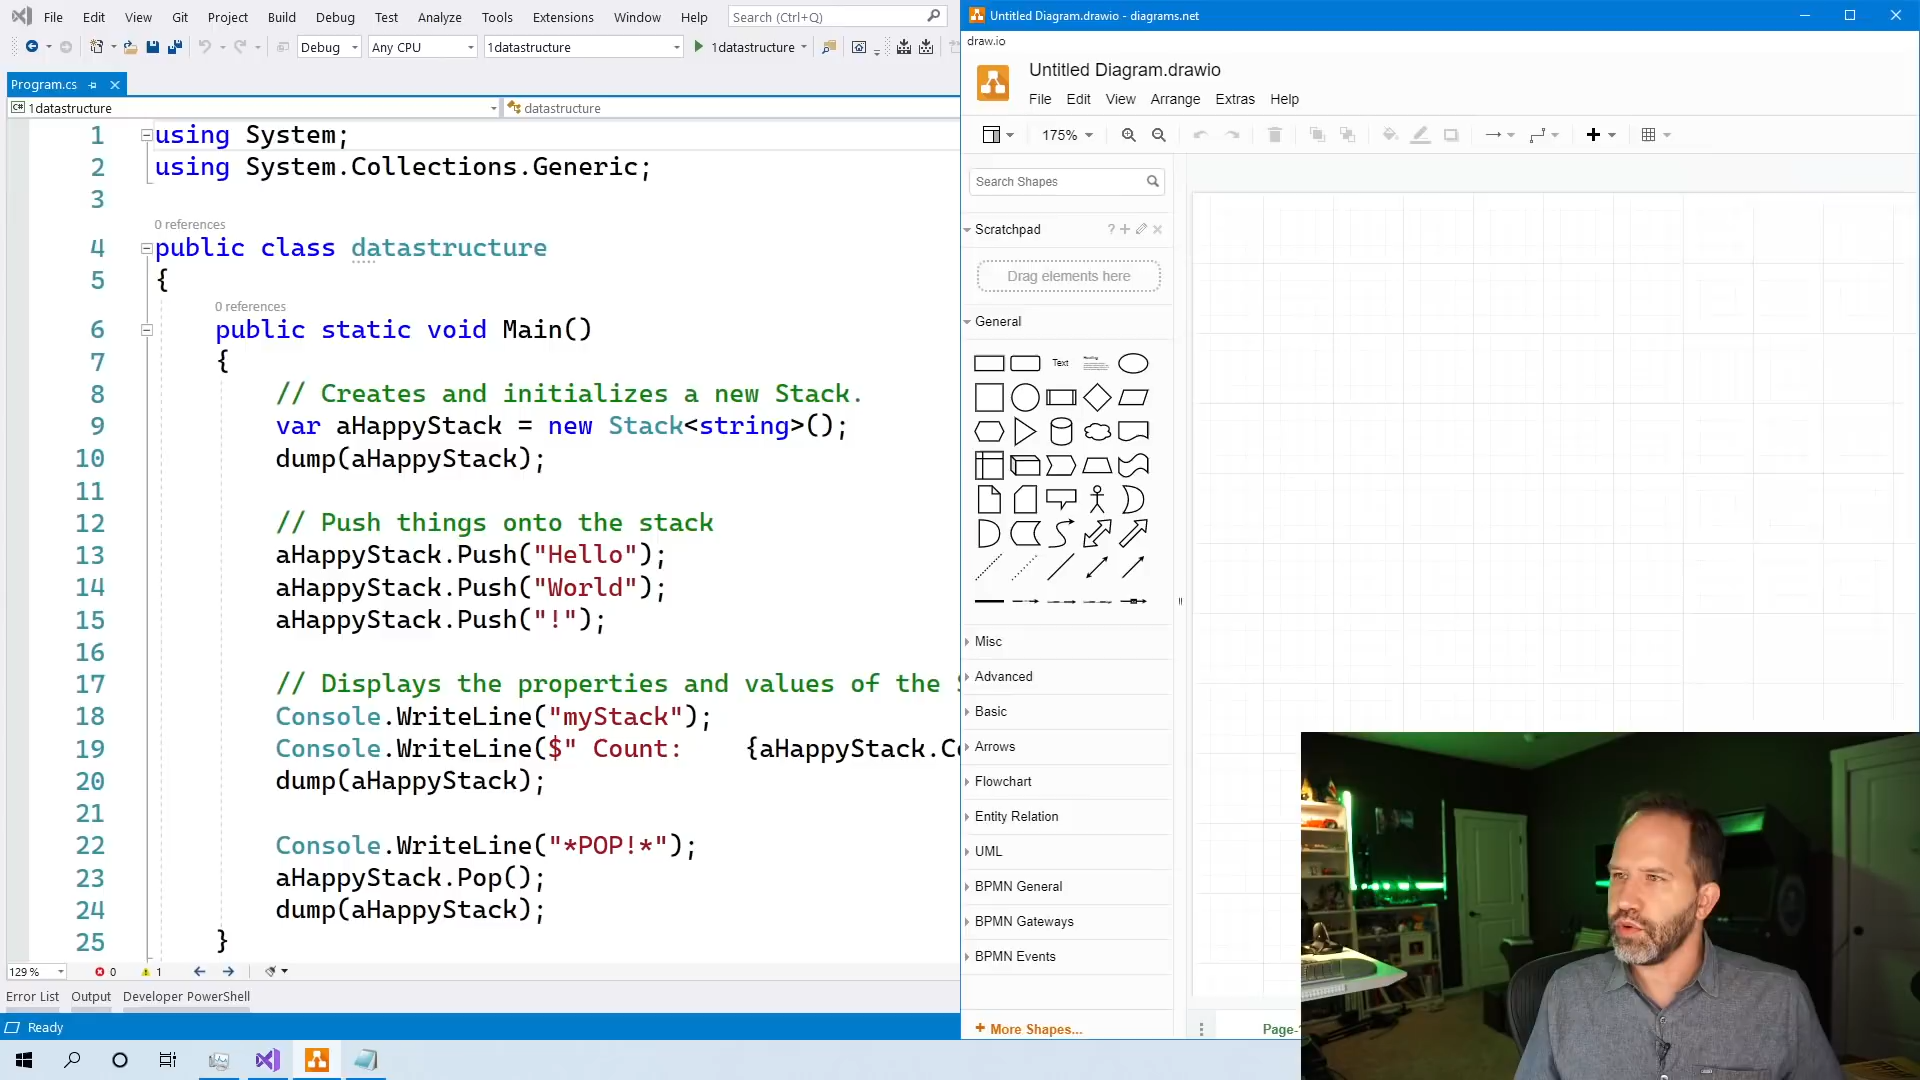 File Edit View Git Project Build Debug Test Analyze Tools Extensions Window Help Search (Ctrl+Q)
Debug Any CPU 1datastructure 1datastructure
Program.cs
1datastructure datastructure
1 using System;
2 using System.Collections.Generic;
3
0 references
4 public class datastructure
5 {
0 references
6 public static void Main()
7 {
8 // Creates and initializes a new Stack.
9 var aHappyStack = new Stack<string>();
10 dump(aHappyStack);
11
12 // Push things onto the stack
13 aHappyStack.Push("Hello");
14 aHappyStack.Push("World");
15 aHappyStack.Push("!");
16
17 // Displays the properties and values of the
18 Console.WriteLine("myStack");
19 Console.WriteLine($" Count: {aHappyStack.Co
20 dump(aHappyStack);
21
22 Console.WriteLine("*POP!*");
23 aHappyStack.Pop();
24 dump(aHappyStack);
25 }
129 % 0 1
Error List Output Developer PowerShell
Ready
Untitled Diagram.drawio - diagrams.net
draw.io
Untitled Diagram.drawio
File Edit View Arrange Extras Help
175%
Search Shapes
Scratchpad ?
Drag elements here
General
Text
Misc
Advanced
Basic
Arrows
Flowchart
Entity Relation
UML
BPMN General
BPMN Gateways
BPMN Events
+ More Shapes...
Page-